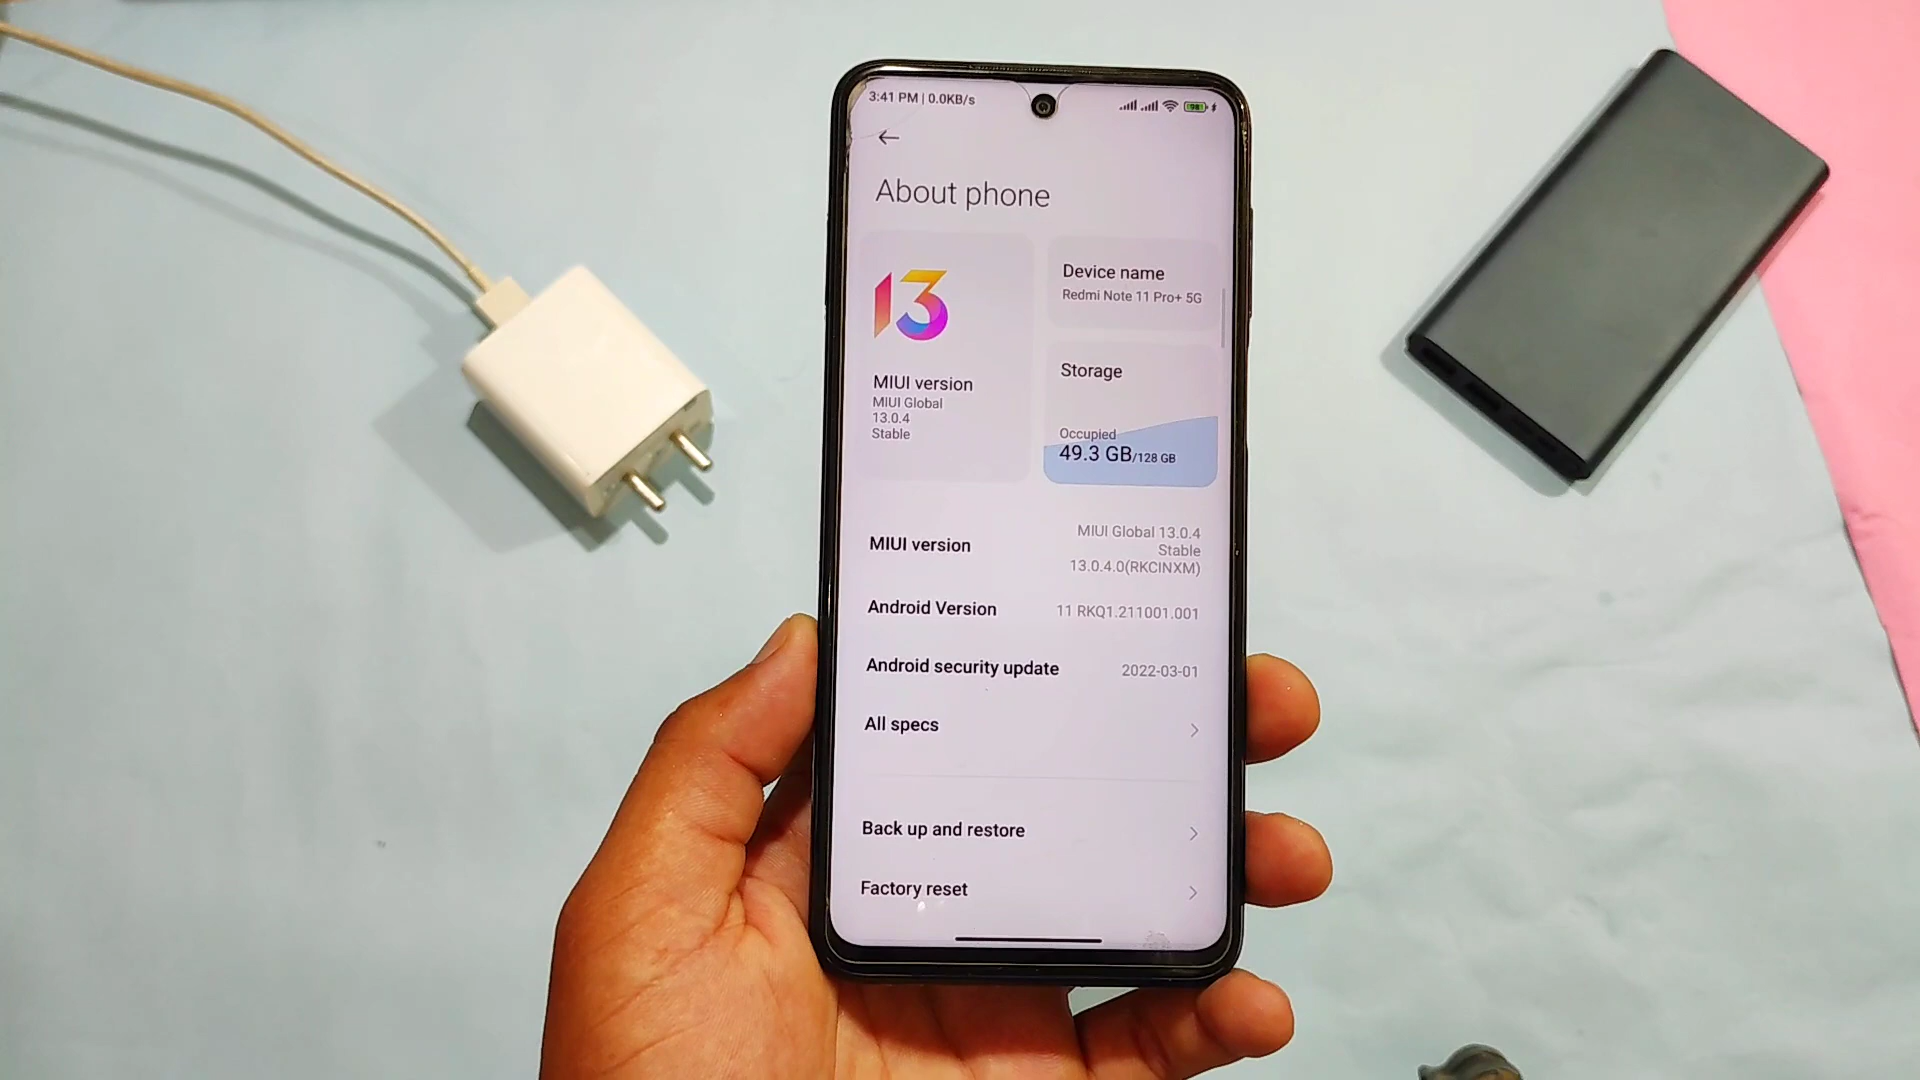 3:41 PM | 0.0KB/s
About phone
13
MIUI version
MIUI Global
13.0.4
Stable
Device name
Redmi Note 11 Pro+ 5G
Storage
Occupied
49.3 GB/128 GB
MIUI version
MIUI Global 13.0.4
Stable
13.0.4.0(RKCINXM)
Android Version
11 RKQ1.211001.001
Android security update
2022-03-01
All specs
Back up and restore
Factory reset